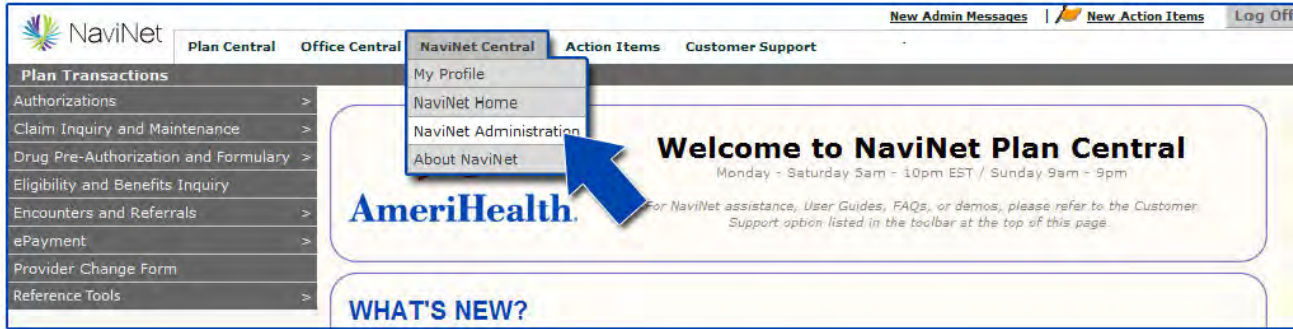 New Admin Messages | New Action Items Log Off
NaviNet
Plan Central Office Central NaviNet Central Action Items Customer Support
Plan Transactions
My Profile
NaviNet Home
NaviNet Administration
About NaviNet
Authorizations >
Claim Inquiry and Maintenance >
Drug Pre-Authorization and Formulary >
Eligibility and Benefits Inquiry
Encounters and Referrals >
ePayment >
Provider Change Form
Reference Tools >
Welcome to NaviNet Plan Central
Monday - Saturday 5am - 10pm EST / Sunday 9am - 9pm
AmeriHealth.
For NaviNet assistance, User Guides, FAQs, or demos, please refer to the Customer
Support option listed in the toolbar at the top of this page.
WHAT'S NEW?